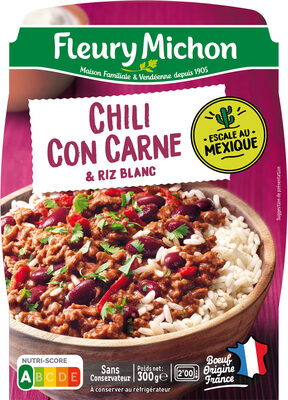 Fleury Michon
Maison Familiale & Vendéenne depuis 1905
CHILI
CON CARNE
& RIZ BLANC
ESCALE AU
MEXIQUE
Suggestion de présentation
NUTRI-SCORE
A B C D E
Sans
Conservateur
Poids net:
300g e
2'00
À conserver au réfrigérateur
Bœuf
Origine
France